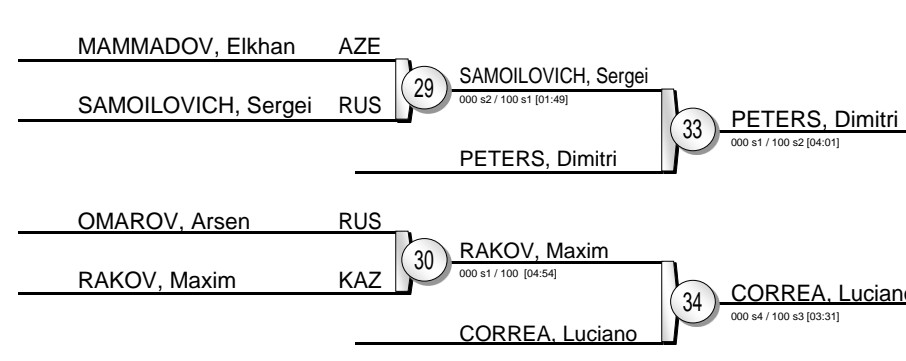 MAMMADOV, Elkhan AZE
SAMOILOVICH, Sergei RUS
29
SAMOILOVICH, Sergei
000 s2 / 100 s1 [01:49]
PETERS, Dimitri
33
PETERS, Dimitri
000 s1 / 100 s2 [04:01]
OMAROV, Arsen RUS
RAKOV, Maxim KAZ
30
RAKOV, Maxim
000 s1 / 100 [04:54]
CORREA, Luciano
34
CORREA, Luciano
000 s4 / 100 s3 [03:31]